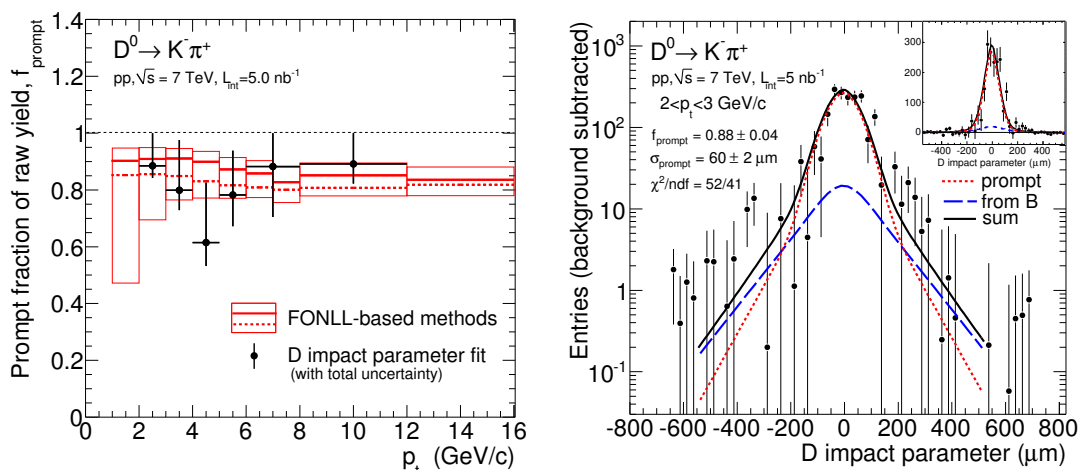 Prompt fraction of raw yield, f_prompt
1.4
1.2
1
0.8
0.6
0.4
0.2
0
D⁰→ K⁻π⁺
pp, √s = 7 TeV, L_int=5.0 nb⁻¹
FONLL-based methods
D impact parameter fit
(with total uncertainty)
0 2 4 6 8 10 12 14 16
p_t (GeV/c)
Entries (background subtracted)
10³
10²
10
1
10⁻¹
D⁰→ K⁻π⁺
pp, √s = 7 TeV, L_int=5 nb⁻¹
2<p_t<3 GeV/c
f_prompt = 0.88 ± 0.04
σ_prompt = 60 ± 2 μm
χ²/ndf = 52/41
300
200
100
0
-400 0 400
D impact parameter (μm)
prompt
from B
sum
-800 -600 -400 -200 0 200 400 600 800
D impact parameter (μm)